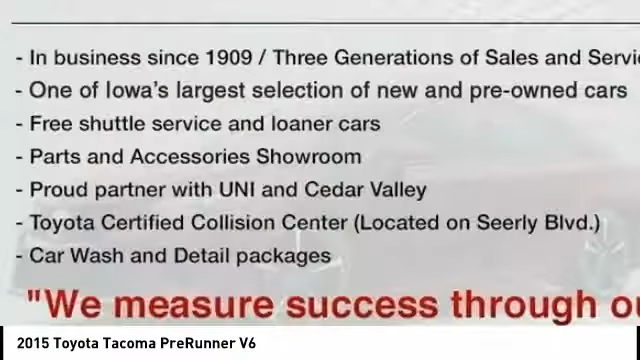 - In business since 1909 / Three Generations of Sales and
- One of Iowa's largest selection of new and pre-owned cars
- Free shuttle service and loaner cars
- Parts and Accessories Showroom
- Proud partner with UNI and Cedar Valley
- Toyota Certified Collision Center (Located on Seerly Blvd.)
- Car Wash and Detail packages
"We measure success through
2015 Toyota Tacoma PreRunner V6